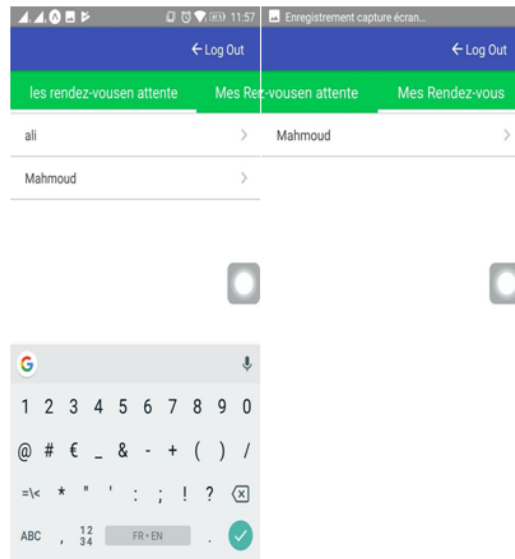 11:57
← Log Out
les rendez-vousen attente Mes Re
ali
Mahmoud
G
1 2 3 4 5 6 7 8 9 0
@ # € _ & - + ( ) /
=\< * " ' : ; ! ?
ABC , 12 34 FR • EN .
Enregistrement capture écran...
← Log Out
z-vousen attente Mes Rendez-vous
Mahmoud